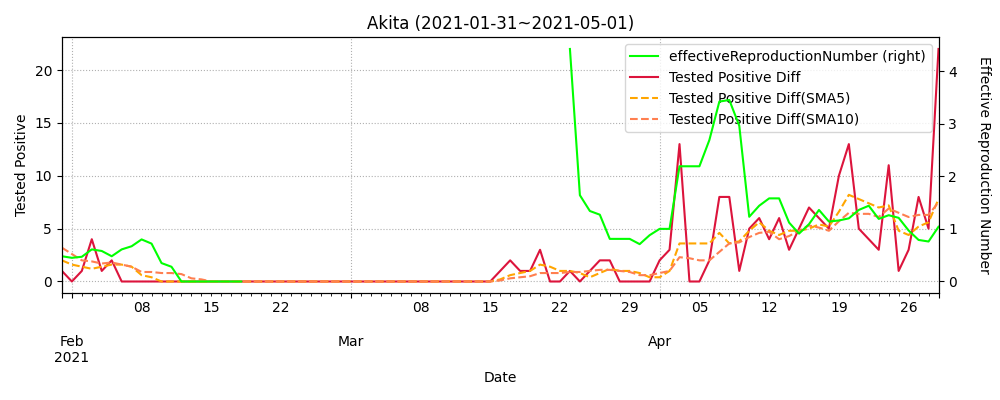 Akita (2021-01-31~2021-05-01)
effectiveReproductionNumber (right)
Tested Positive Diff
Tested Positive Diff(SMA5)
Tested Positive Diff(SMA10)
Tested Positive
20
15
10
5
0
Effective Reproduction Number
4
3
2
1
0
08 15 22 08 15 22 29 05 12 19 26
Feb Mar Apr
2021
Date